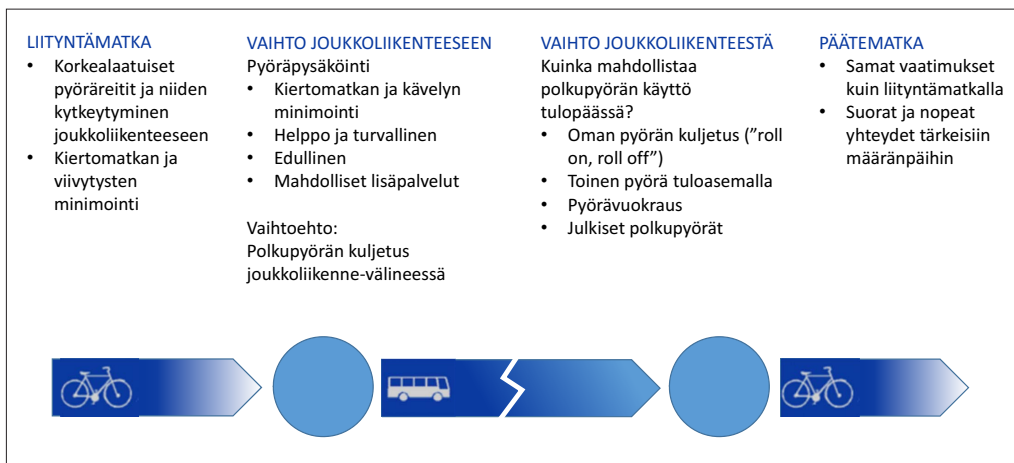 LIITYNTÄMATKA
• Korkealaatuiset
pyöräreitit ja niiden
kytkeytyminen
joukkoliikenteeseen
• Kiertomatkan ja
viivytysten
minimointi
VAIHTO JOUKKOLIIKENTEESEEN
Pyöräpysäköinti
• Kiertomatkan ja kävelyn
minimointi
• Helppo ja turvallinen
• Edullinen
• Mahdolliset lisäpalvelut
Vaihtoehto:
Polkupyörän kuljetus
joukkoliikenne-välineessä
VAIHTO JOUKKOLIIKENTEESTÄ
Kuinka mahdollistaa
polkupyörän käyttö
tulopäässä?
• Oman pyörän kuljetus (”roll
on, roll off”)
• Toinen pyörä tuloasemalla
• Pyörävuokraus
• Julkiset polkupyörät
PÄÄTEMATKA
• Samat vaatimukset
kuin liityntämatkalla
• Suorat ja nopeat
yhteydet tärkeisiin
määränpäihin